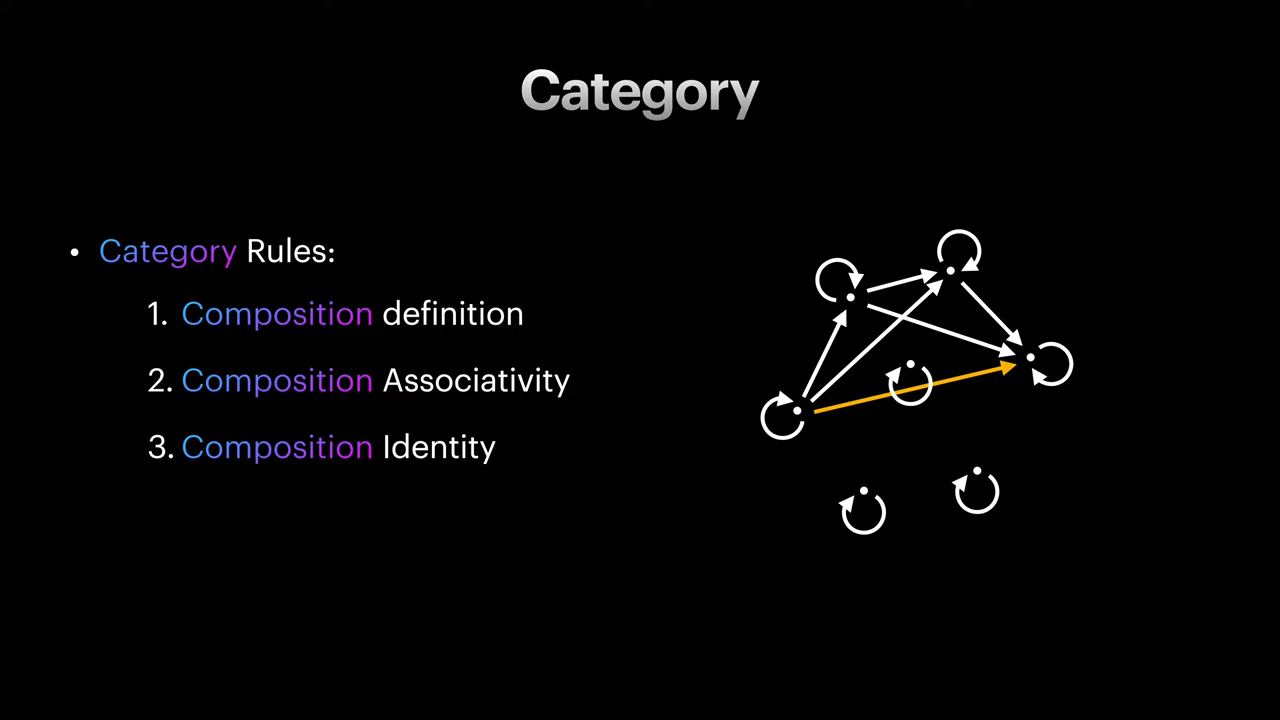 Category
• Category Rules:
1. Composition definition
2. Composition Associativity
3. Composition Identity